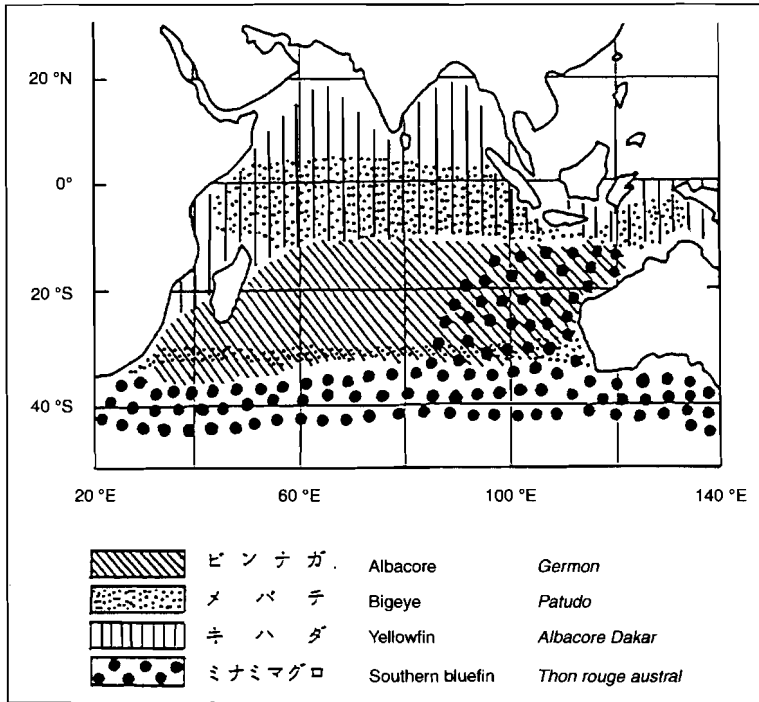 20 °N
0°
20 °S
40 °S
20 °E 60 °E 100 °E 140 °E
ビンナガ. Albacore Germon
メバチ Bigeye Patudo
キハダ Yellowfin Albacore Dakar
ミナミマグロ Southern bluefin Thon rouge austral